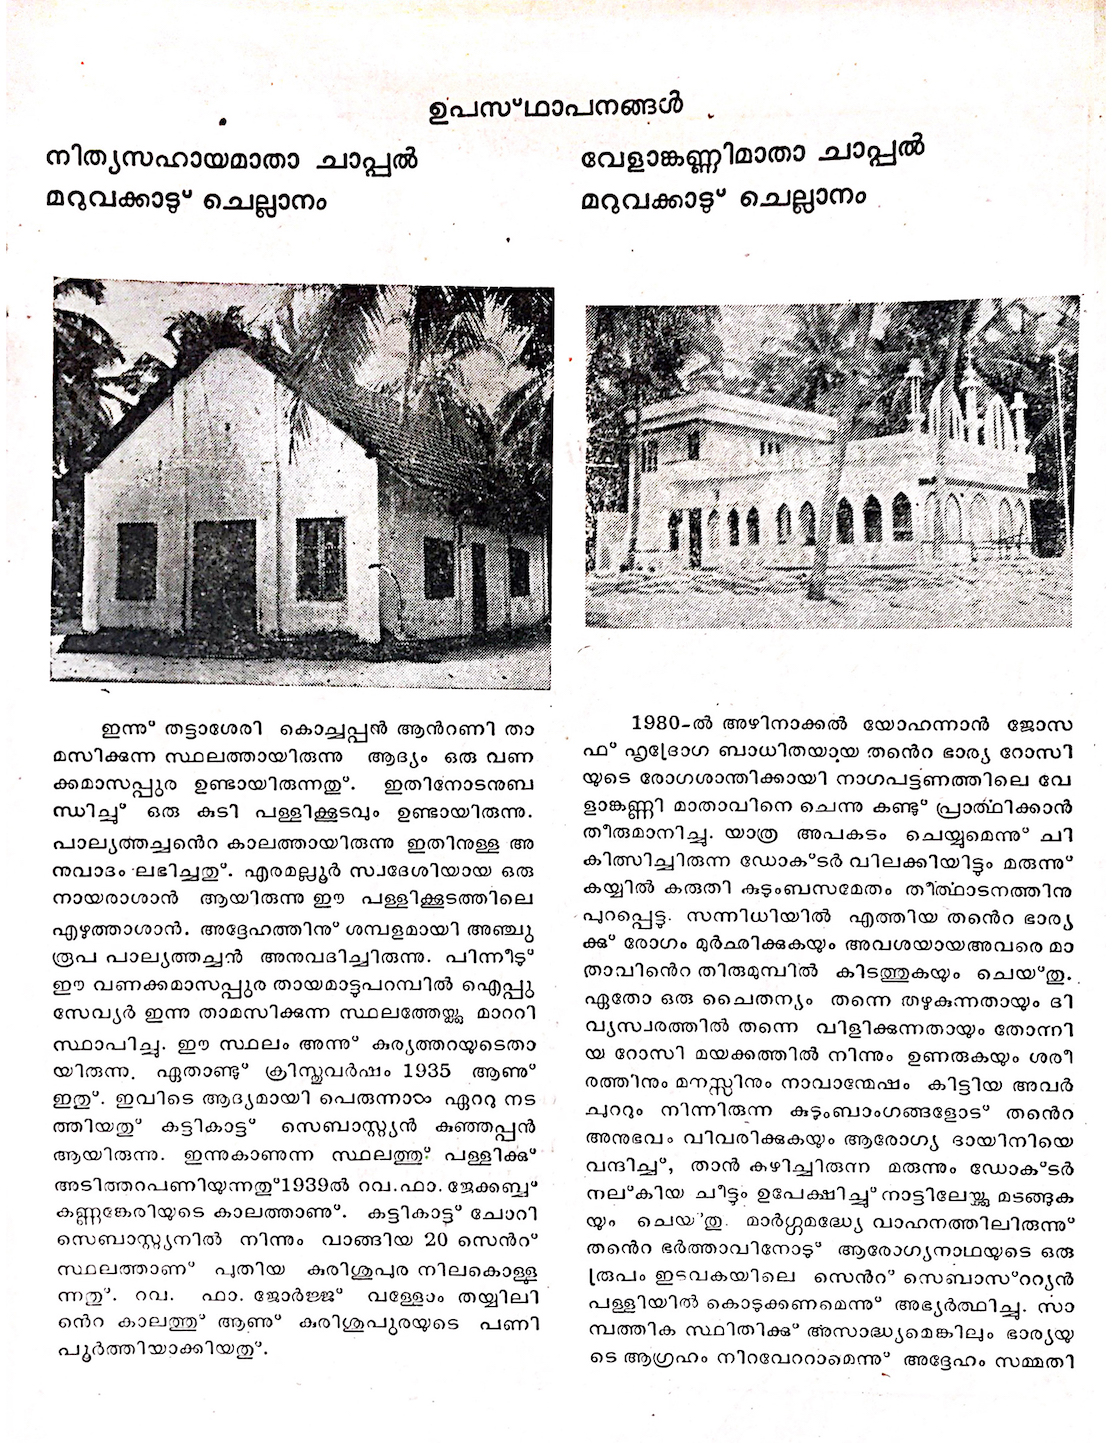 ഉപസ്ഥാപനങ്ങൾ
നിത്യസഹായമാതാ ചാപ്പൽ
മറുവക്കാടു് ചെല്ലാനം
ഇന്നു് തട്ടാശേരി കൊച്ചപ്പൻ ആൻറണി താ
മസിക്കുന്ന സ്ഥലത്തായിരുന്നു ആദ്യം ഒരു വണ
ക്കമാസപ്പുര ഉണ്ടായിരുന്നതു്. ഇതിനോടനുബ
ന്ധിച്ചു് ഒരു കുടി പള്ളിക്കൂടവും ഉണ്ടായിരുന്നു.
പാല്യത്തച്ചൻെറ കാലത്തായിരുന്നു ഇതിനുള്ള അ
നുവാദം ലഭിച്ചതു്. എരമല്ലൂർ സ്വദേശിയായ ഒരു
നായരാശാൻ ആയിരുന്നു ഈ പള്ളിക്കൂടത്തിലെ
എഴുത്താശാൻ. അദ്ദേഹത്തിനു് ശമ്പളമായി അഞ്ചു
രൂപ പാല്യത്തച്ചൻ അനുവദിച്ചിരുന്നു. പിന്നീടു്
ഈ വണക്കമാസപ്പുര തായമാട്ടുപറമ്പിൽ ഐപ്പു
സേവ്യർ ഇന്നു താമസിക്കുന്ന സ്ഥലത്തേയ്ക്കു മാററി
സ്ഥാപിച്ചു. ഈ സ്ഥലം അന്നു് കുര്യത്തറയുടെതാ
യിരുന്നു. ഏതാണ്ടു് ക്രിസ്തുവർഷം 1935 ആണു്
ഇതു്. ഇവിടെ ആദ്യമായി പെരുന്നാൾ ഏററു നട
ത്തിയതു് കട്ടികാട്ടു് സെബാസ്റ്റ്യൻ കുഞ്ഞപ്പൻ
ആയിരുന്നു. ഇന്നുകാണുന്ന സ്ഥലത്തു് പള്ളിക്കു്
അടിത്തറപണിയുന്നതു് 1939ൽ റവ.ഫാ. ജേക്കബ്ബു്
കണ്ണങ്കേരിയുടെ കാലത്താണു്. കട്ടികാട്ടു് ചോറി
സെബാസ്റ്റ്യനിൽ നിന്നും വാങ്ങിയ 20 സെൻറു്
സ്ഥലത്താണു് പുതിയ കുരിശുപുര നിലകൊള്ളു
ന്നതു്. റവ. ഫാ. ജോർജ്ജു് വള്ളോം തയ്യിലി
ൻെറ കാലത്തു് ആണു് കുരിശുപുരയുടെ പണി
പൂർത്തിയാക്കിയതു്.
വേളാങ്കണ്ണിമാതാ ചാപ്പൽ
മറുവക്കാടു് ചെല്ലാനം
1980-ൽ അഴിനാക്കൽ യോഹന്നാൻ ജോസ
ഫ് ഹൃദ്രോഗ ബാധിതയായ തൻെറ ഭാര്യ റോസി
യുടെ രോഗശാന്തിക്കായി നാഗപട്ടണത്തിലെ വേ
ളാങ്കണ്ണി മാതാവിനെ ചെന്നു കണ്ടു് പ്രാർത്ഥിക്കാൻ
തീരുമാനിച്ചു. യാത്ര അപകടം ചെയ്യുമെന്നു് ചി
കിത്സിച്ചിരുന്ന ഡോക്ടർ വിലക്കിയിട്ടും മരുന്നു്
കയ്യിൽ കരുതി കുടുംബസമേതം തീർത്ഥാടനത്തിനു
പുറപ്പെട്ടു. സന്നിധിയിൽ എത്തിയ തൻെറ ഭാര്യ
ക്കു് രോഗം മുർഛിക്കുകയും അവശയായഅവരെ മാ
താവിൻെറ തിരുമുമ്പിൽ കിടത്തുകയും ചെയ്തു.
ഏതോ ഒരു ചൈതന്യം തന്നെ തഴുകുന്നതായും ദി
വ്യസ്വരത്തിൽ തന്നെ വിളിക്കുന്നതായും തോന്നി
യ റോസി മയക്കത്തിൽ നിന്നും ഉണരുകയും ശരീ
രത്തിനും മനസ്സിനും നാവാന്മേഷം കിട്ടിയ അവർ
ചുററും നിന്നിരുന്ന കുടുംബാംഗങ്ങളോടു് തൻെറ
അനുഭവം വിവരിക്കുകയും ആരോഗ്യ ദായിനിയെ
വന്ദിച്ചു്, താൻ കഴിച്ചിരുന്ന മരുന്നും ഡോക്ടർ
നല്കിയ ചീട്ടും ഉപേക്ഷിച്ചു് നാട്ടിലേയ്ക്കു മടങ്ങുക
യും ചെയ്തു. മാർഗ്ഗമദ്ധ്യേ വാഹനത്തിലിരുന്നു്
തൻെറ ഭർത്താവിനോടു് ആരോഗ്യനാഥയുടെ ഒരു
രൂപം ഇടവകയിലെ സെൻറ് സെബാസ്ററ്യൻ
പള്ളിയിൽ കൊടുക്കണമെന്നു് അഭ്യർത്ഥിച്ചു. സാ
മ്പത്തിക സ്ഥിതിക്കു് അസാദ്ധ്യമെങ്കിലും ഭാര്യയു
ടെ ആഗ്രഹം നിറവേററാമെന്നു് അദ്ദേഹം സമ്മതി